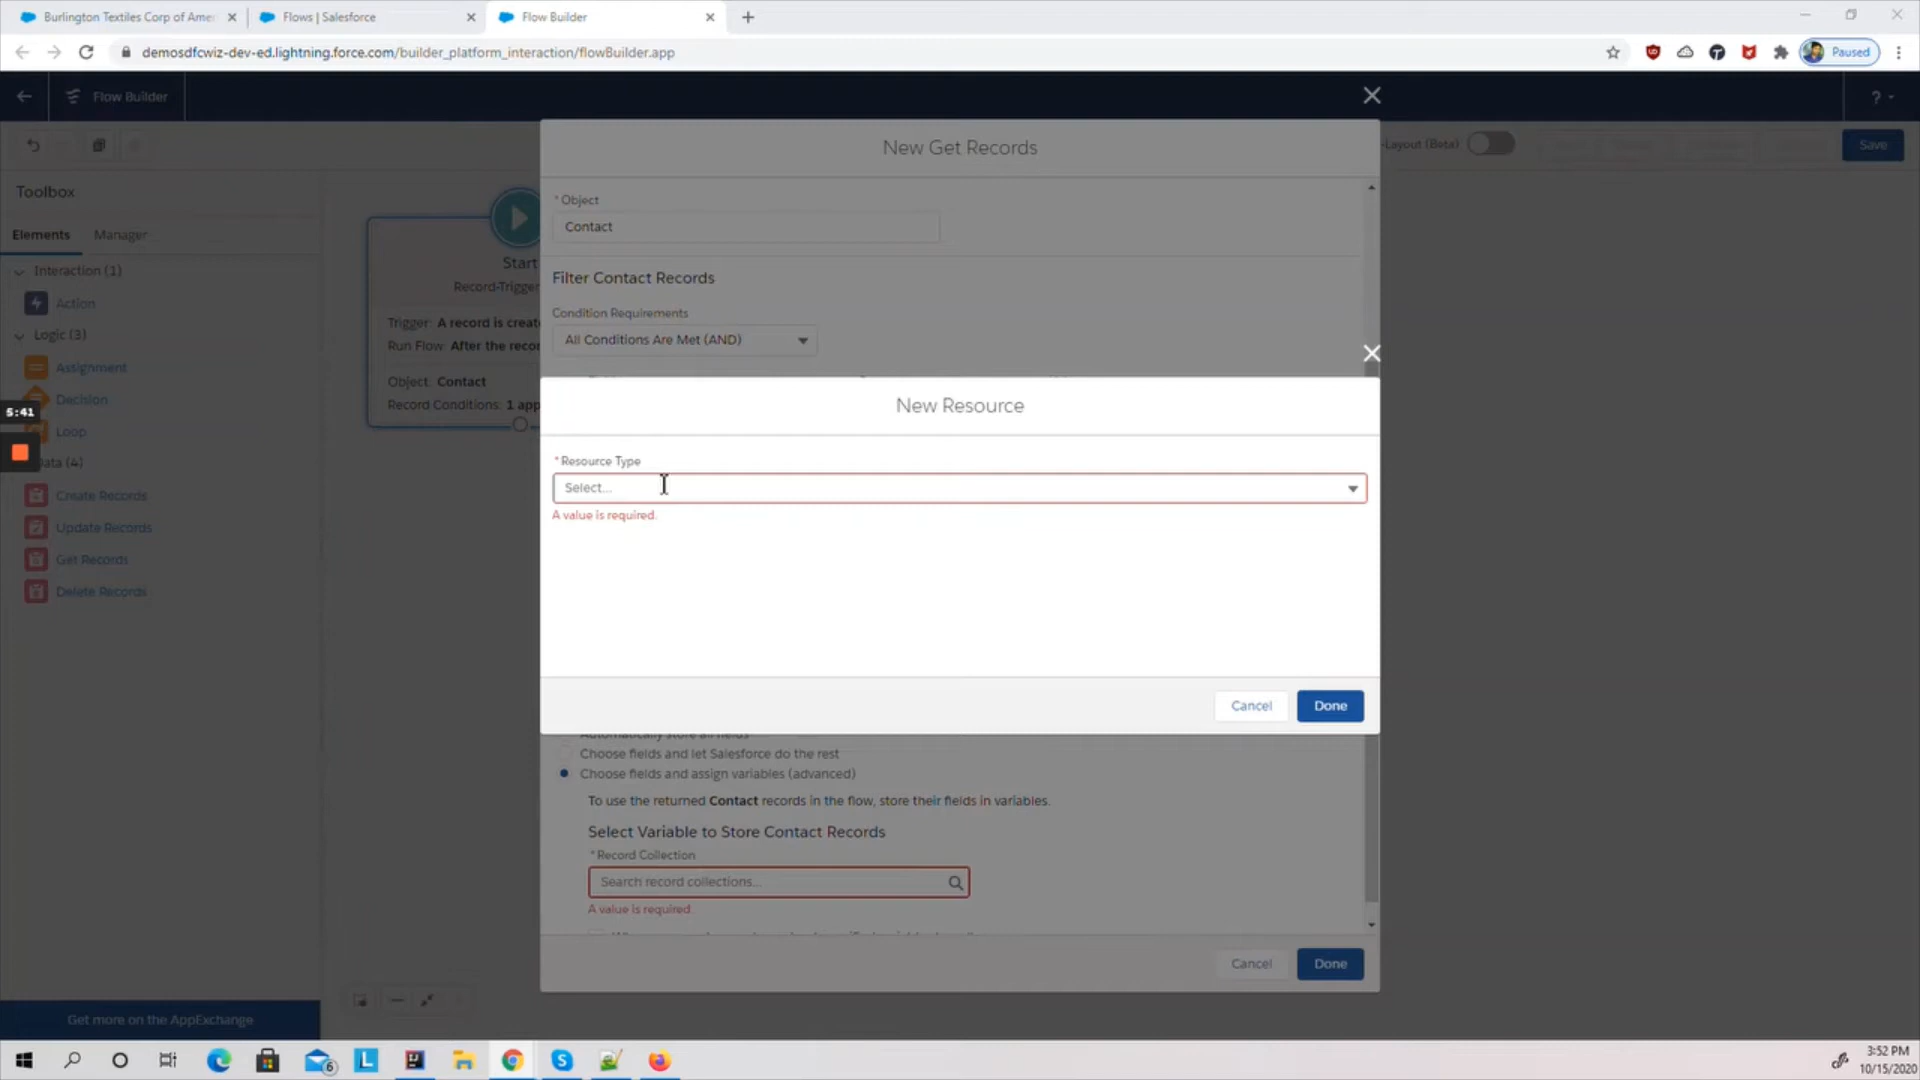 Burlington Textiles Corp of Amer
Flows | Salesforce
Flow Builder
demosdfcwiz-dev-ed.lightning.force.com/builder_platform_interaction/flowBuilder.app
Paused
Flow Builder
?
New Get Records
-Layout (Beta)
Save
Toolbox
Elements
Manager
Interaction (1)
Action
Logic (3)
Assignment
Decision
Loop
Data (4)
Create Records
Update Records
Get Records
Delete Records
5:41
Get more on the AppExchange
Start
Record-Trigger
Trigger: A record is create
Run Flow: After the recor
Object: Contact
Record Conditions: 1 app
* Object
Contact
Filter Contact Records
Condition Requirements
All Conditions Are Met (AND)
New Resource
* Resource Type
Select...
A value is required.
Cancel
Done
Automatically store all fields
Choose fields and let Salesforce do the rest
Choose fields and assign variables (advanced)
To use the returned Contact records in the flow, store their fields in variables.
Select Variable to Store Contact Records
*Record Collection
Search record collections...
A value is required.
Cancel
Done
6
3:52 PM
10/15/2020